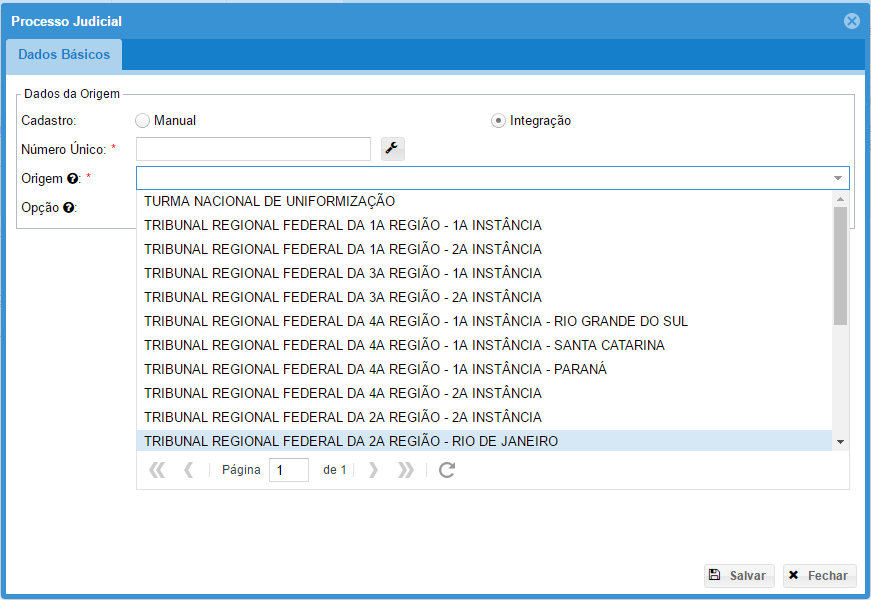 Processo Judicial
Dados Básicos
Dados da Origem
Cadastro: Manual Integração
Número Único: *
Origem ?: *
TURMA NACIONAL DE UNIFORMIZAÇÃO
Opção ?:
TRIBUNAL REGIONAL FEDERAL DA 1A REGIÃO - 1A INSTÂNCIA
TRIBUNAL REGIONAL FEDERAL DA 1A REGIÃO - 2A INSTÂNCIA
TRIBUNAL REGIONAL FEDERAL DA 3A REGIÃO - 1A INSTÂNCIA
TRIBUNAL REGIONAL FEDERAL DA 3A REGIÃO - 2A INSTÂNCIA
TRIBUNAL REGIONAL FEDERAL DA 4A REGIÃO - 1A INSTÂNCIA - RIO GRANDE DO SUL
TRIBUNAL REGIONAL FEDERAL DA 4A REGIÃO - 1A INSTÂNCIA - SANTA CATARINA
TRIBUNAL REGIONAL FEDERAL DA 4A REGIÃO - 1A INSTÂNCIA - PARANÁ
TRIBUNAL REGIONAL FEDERAL DA 4A REGIÃO - 2A INSTÂNCIA
TRIBUNAL REGIONAL FEDERAL DA 2A REGIÃO - 2A INSTÂNCIA
TRIBUNAL REGIONAL FEDERAL DA 2A REGIÃO - RIO DE JANEIRO
Página 1 de 1
Salvar Fechar